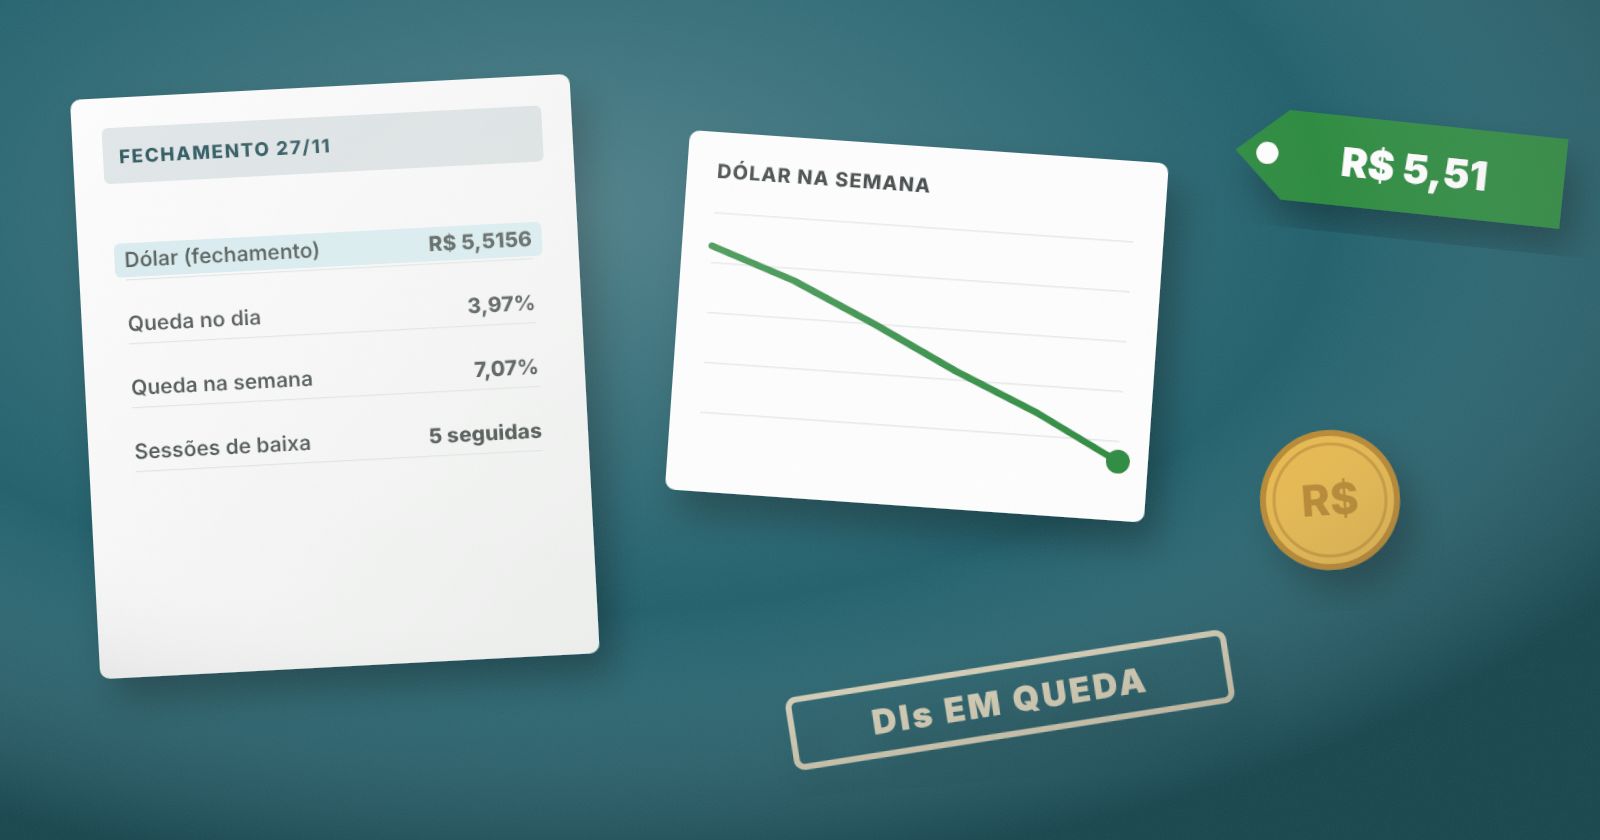 FECHAMENTO 27/11
Dólar (fechamento) R$ 5,5156
Queda no dia 3,97%
Queda na semana 7,07%
Sessões de baixa 5 seguidas
DÓLAR NA SEMANA
R$ 5,51
R$
DIs EM QUEDA